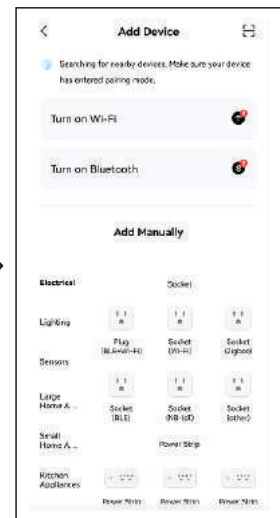 Add Device
Searching for nearby devices. Make sure your device
has entered pairing mode.
Turn on Wi-Fi
Turn on Bluetooth
Add Manually
Electrical
Socket
Lighting
Plug
(BLE+Wi-Fi)
Socket
(Wi-Fi)
Socket
(Zigbee)
Sensors
Large
Home A...
Socket
(BLE)
Socket
(NB-IoT)
Socket
(other)
Small
Home A...
Power Strip
Kitchen
Appliances
Power Strip
Power Strip
Power Strip